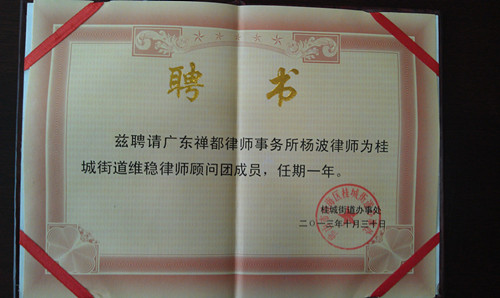 聘书
兹聘请广东禅都律师事务所杨波律师为桂
城街道维稳律师顾问团成员，任期一年。
桂城街道办事处
二〇一三年十月三十日